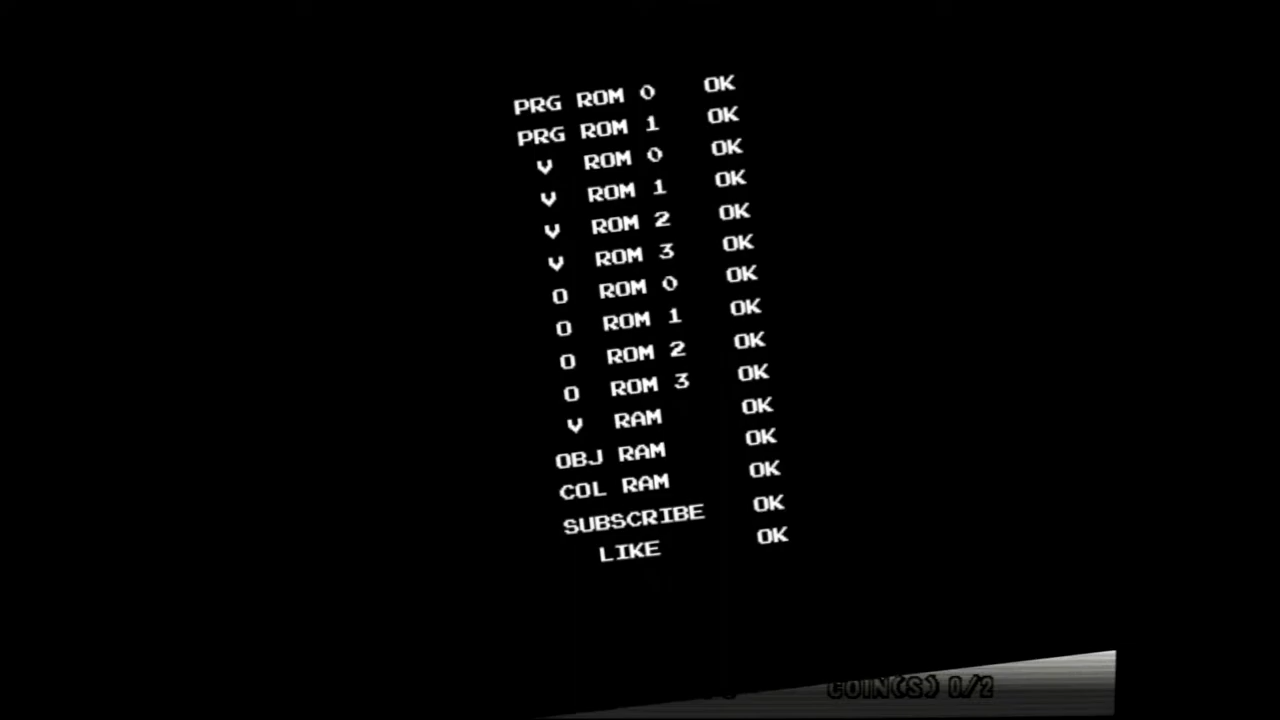 PRG ROM 0 OK
PRG ROM 1 OK
V ROM 0 OK
V ROM 1 OK
V ROM 2 OK
V ROM 3 OK
O ROM 0 OK
O ROM 1 OK
O ROM 2 OK
O ROM 3 OK
V RAM OK
OBJ RAM OK
COL RAM OK
SUBSCRIBE OK
LIKE OK
COIN(S) 0/2